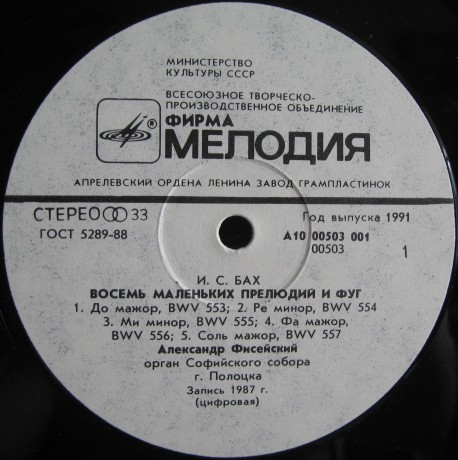 МИНИСТЕРСТВО
КУЛЬТУРЫ СССР
ВСЕСОЮЗНОЕ ТВОРЧЕСКО-
ПРОИЗВОДСТВЕННОЕ ОБЪЕДИНЕНИЕ
ФИРМА
®
МЕЛОДИЯ
АПРЕЛЕВСКИЙ ОРДЕНА ЛЕНИНА ЗАВОД ГРАМПЛАСТИНОК
СТЕРЕО 33
Год выпуска 1991
ГОСТ 5289-88
А10 00503 001
00503
1
И. С. БАХ
ВОСЕМЬ МАЛЕНЬКИХ ПРЕЛЮДИЙ И ФУГ
1. До мажор, BWV 553; 2. Ре минор, BWV 554
3. Ми минор, BWV 555; 4. Фа мажор,
BWV 556; 5. Соль мажор, BWV 557
Александр Фисейский
орган Софийского собора
г. Полоцка
Запись 1987 г.
(цифровая)